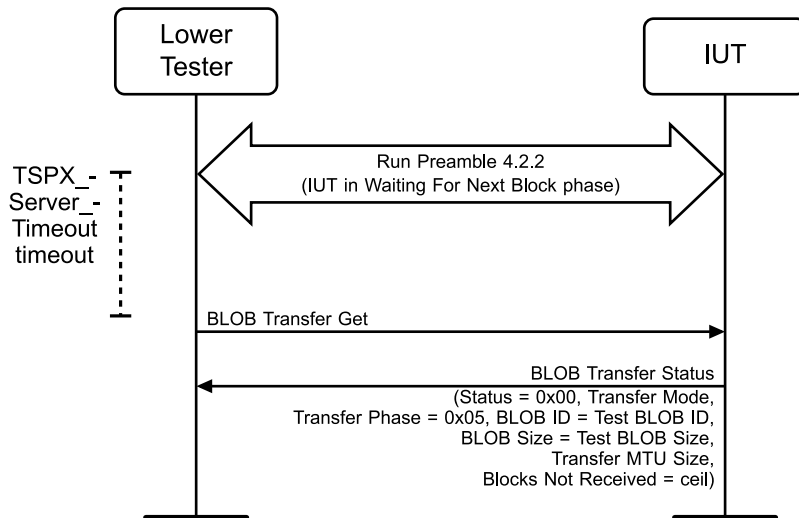 Lower
Tester
IUT
Run Preamble 4.2.2
(IUT in Waiting For Next Block phase)
TSPX_-
Server_-
Timeout
timeout
BLOB Transfer Get
BLOB Transfer Status
(Status = 0x00, Transfer Mode,
Transfer Phase = 0x05, BLOB ID = Test BLOB ID,
BLOB Size = Test BLOB Size,
Transfer MTU Size,
Blocks Not Received = ceil)